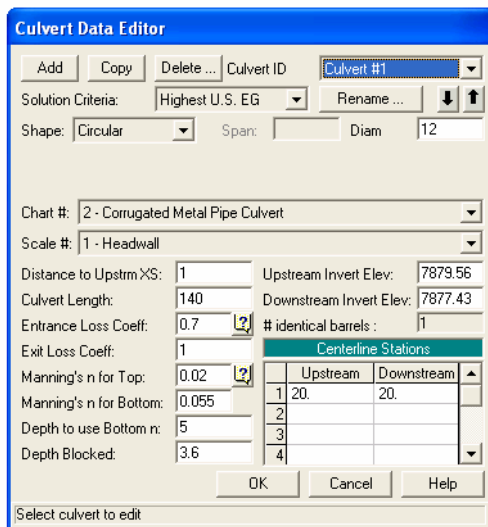 Culvert Data Editor
Add Copy Delete ... Culvert ID Culvert #1
Solution Criteria: Highest U.S. EG Rename ...
Shape: Circular Span: Diam 12
Chart #: 2 - Corrugated Metal Pipe Culvert
Scale #: 1 - Headwall
Distance to Upstrm XS: 1 Upstream Invert Elev: 7879.56
Culvert Length: 140 Downstream Invert Elev: 7877.43
Entrance Loss Coeff: 0.7 ? # identical barrels : 1
Exit Loss Coeff: 1 Centerline Stations
Manning's n for Top: 0.02 ? Upstream Downstream
Manning's n for Bottom: 0.055 1 20. 20.
2
Depth to use Bottom n: 5 3
Depth Blocked: 3.6 4
OK Cancel Help
Select culvert to edit